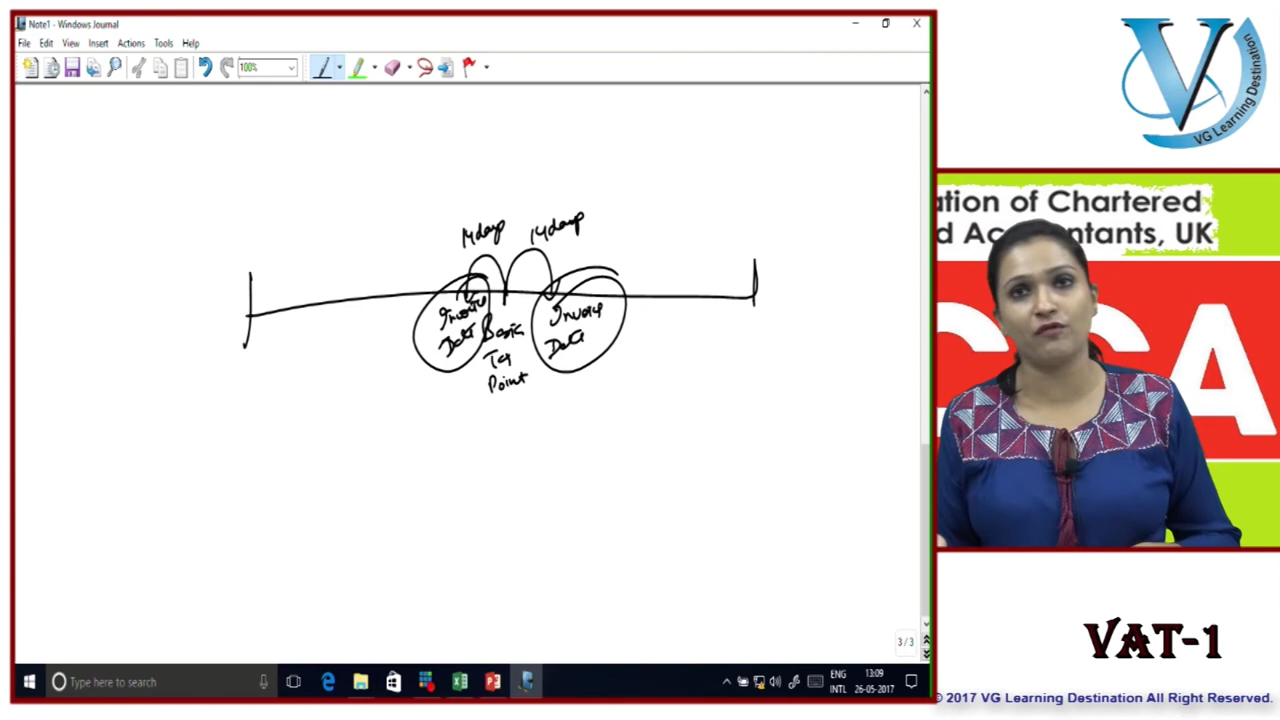 Note1 - Windows Journal
File Edit View Insert Actions Tools Help
100%
14 days 14 days
Invoice
Date
Basic
Tax
Point
Invoice
Date
3 / 3
Type here to search
ENG
INTL
13:09
26-05-2017
V
VG Learning Destination
ation of Chartered
d Accountants, UK
CCA
VAT-1
© 2017 VG Learning Destination All Right Reserved.